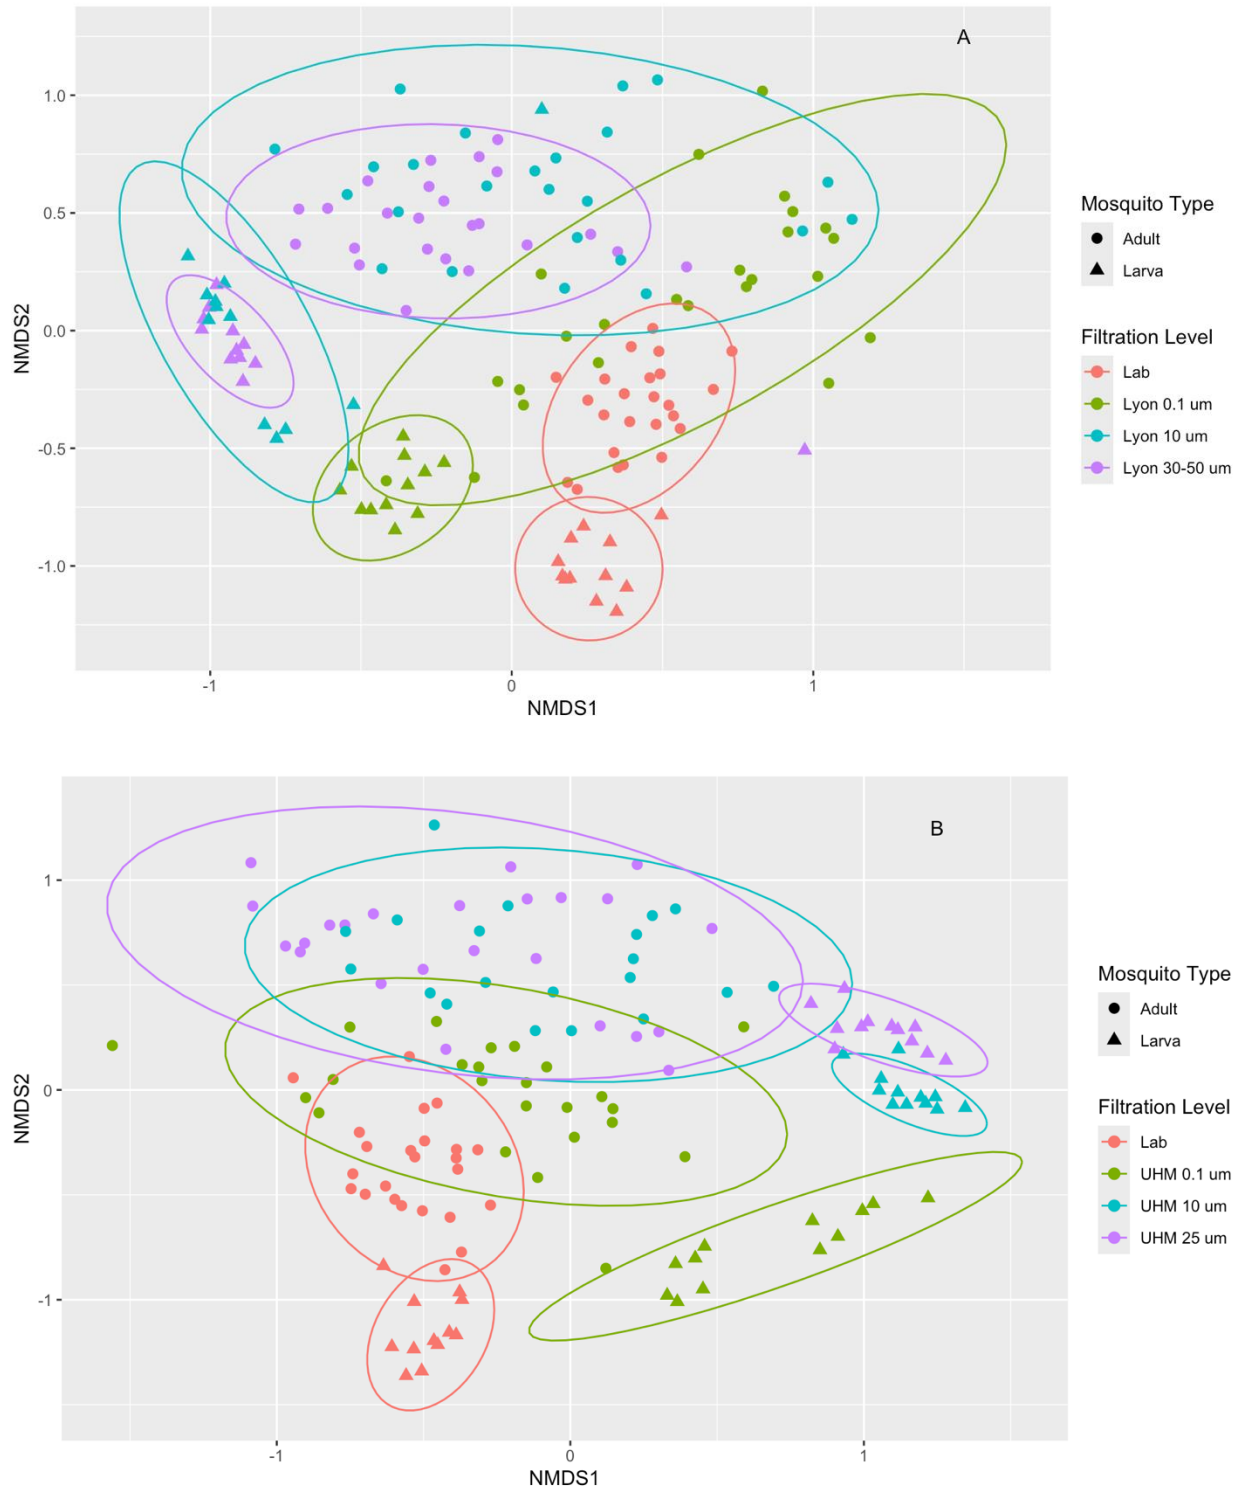 A
1.0
0.5
0.0
-0.5
-1.0
NMDS2
-1
0
1
NMDS1
Mosquito Type
Adult
Larva
Filtration Level
Lab
Lyon 0.1 um
Lyon 10 um
Lyon 30-50 um
B
1
0
-1
NMDS2
-1
0
1
NMDS1
Mosquito Type
Adult
Larva
Filtration Level
Lab
UHM 0.1 um
UHM 10 um
UHM 25 um